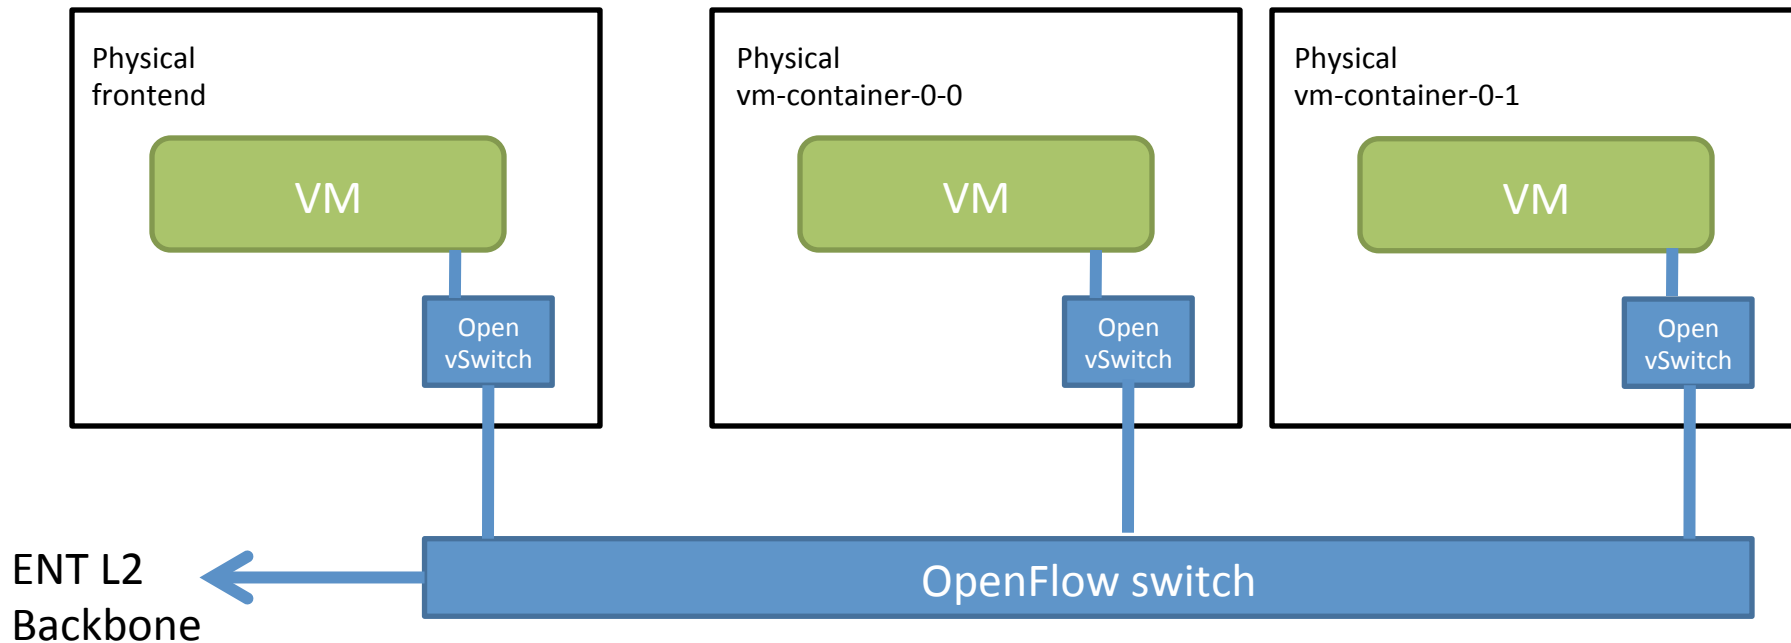 Physical
frontend
VM
Open
vSwitch
Physical
vm-container-0-0
VM
Open
vSwitch
Physical
vm-container-0-1
VM
Open
vSwitch
ENT L2
Backbone
OpenFlow switch